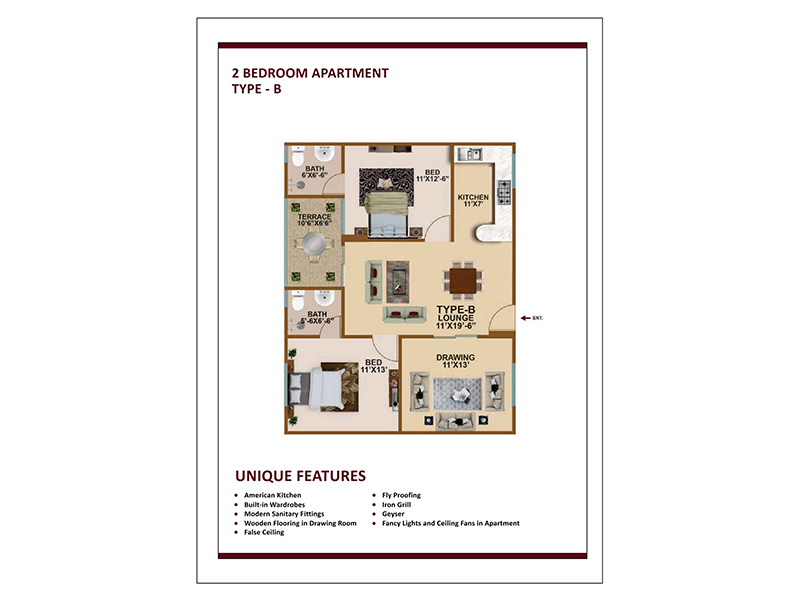 2 BEDROOM APARTMENT
TYPE - B
BATH
6'X6'-6"
BED
11'X12'-6"
KITCHEN
11'X7'
TERRACE
10'6"X6'6"
BATH
5'-6X6'-6"
TYPE-B
LOUNGE
11'X19'-6"
ENT.
BED
11'X13'
DRAWING
11'X13'
UNIQUE FEATURES
• American Kitchen
• Built-in Wardrobes
• Modern Sanitary Fittings
• Wooden Flooring in Drawing Room
• False Ceiling
• Fly Proofing
• Iron Grill
• Geyser
• Fancy Lights and Ceiling Fans in Apartment